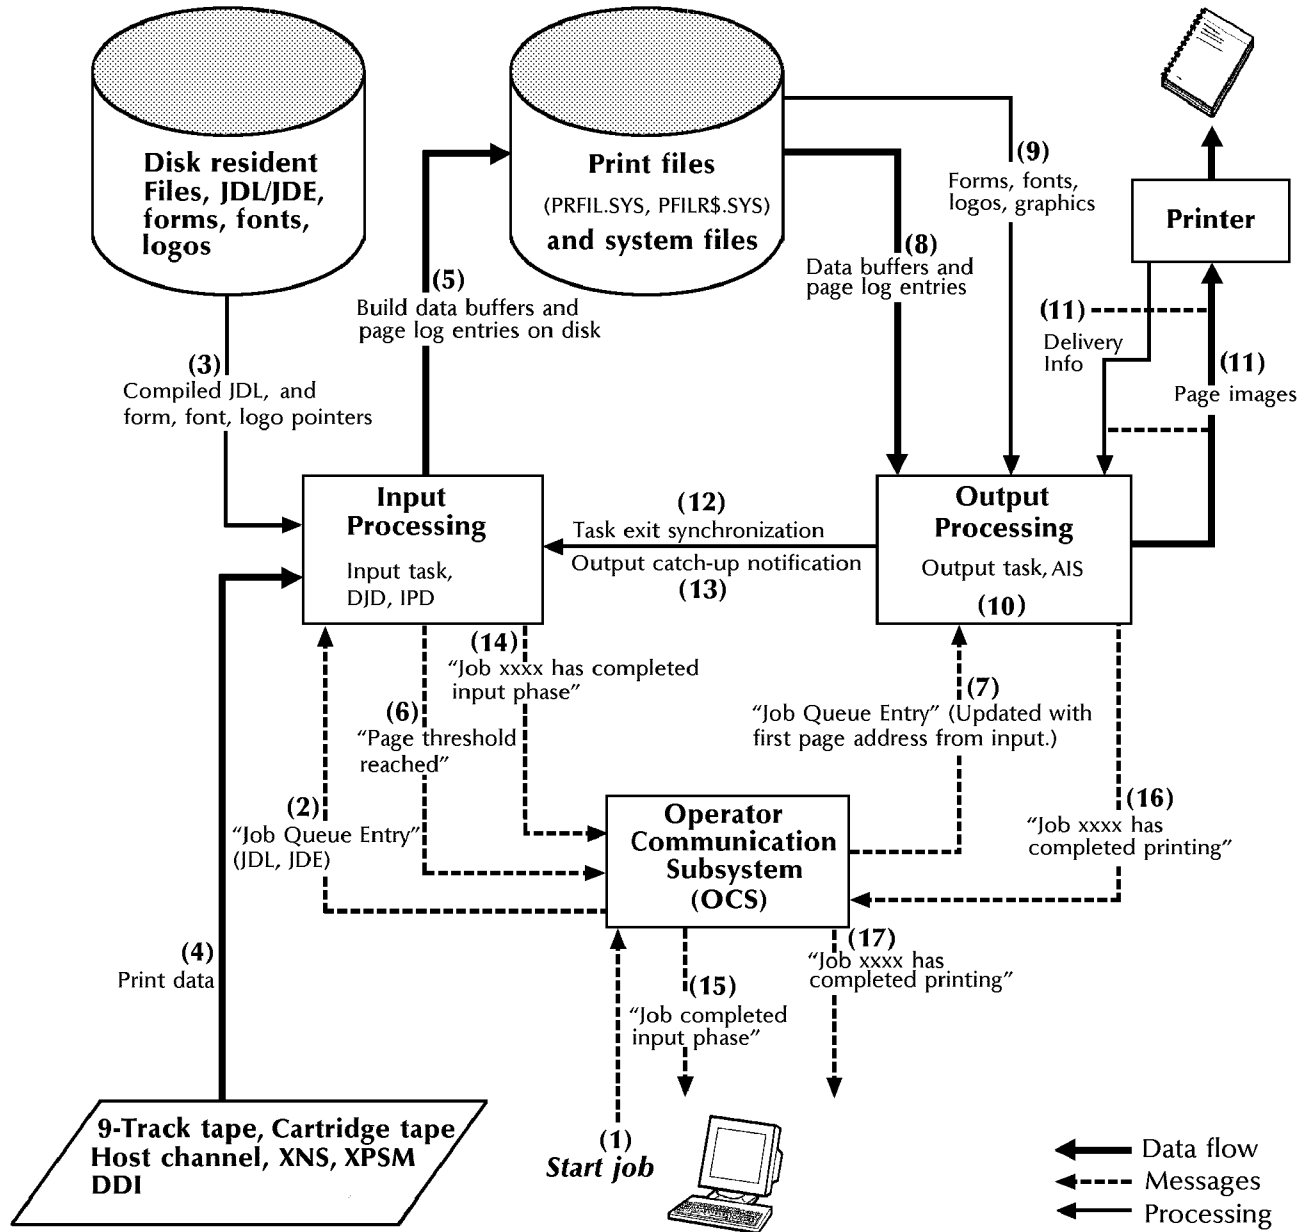 Disk resident
Files, JDL/JDE,
forms, fonts,
logos
Print files
(PRFIL.SYS, PFILR$.SYS)
and system files
(9)
Forms, fonts,
logos, graphics
Printer
(8)
Data buffers and
page log entries
(5)
Build data buffers and
page log entries on disk
(11)
Delivery
Info
(11)
Page images
(3)
Compiled JDL, and
form, font, logo pointers
Input
Processing
Input task,
DJD, IPD
(12)
Task exit synchronization
Output catch-up notification
(13)
Output
Processing
Output task, AIS
(10)
(14)
“Job xxxx has completed
input phase”
(6)
“Page threshold
reached”
(7)
“Job Queue Entry” (Updated with
first page address from input.)
(2)
“Job Queue Entry”
(JDL, JDE)
Operator
Communication
Subsystem
(OCS)
(16)
“Job xxxx has
completed printing”
(4)
Print data
(17)
“Job xxxx has
completed printing”
(15)
“Job completed
input phase”
9-Track tape, Cartridge tape
Host channel, XNS, XPSM
DDI
(1)
Start job
Data flow
Messages
Processing